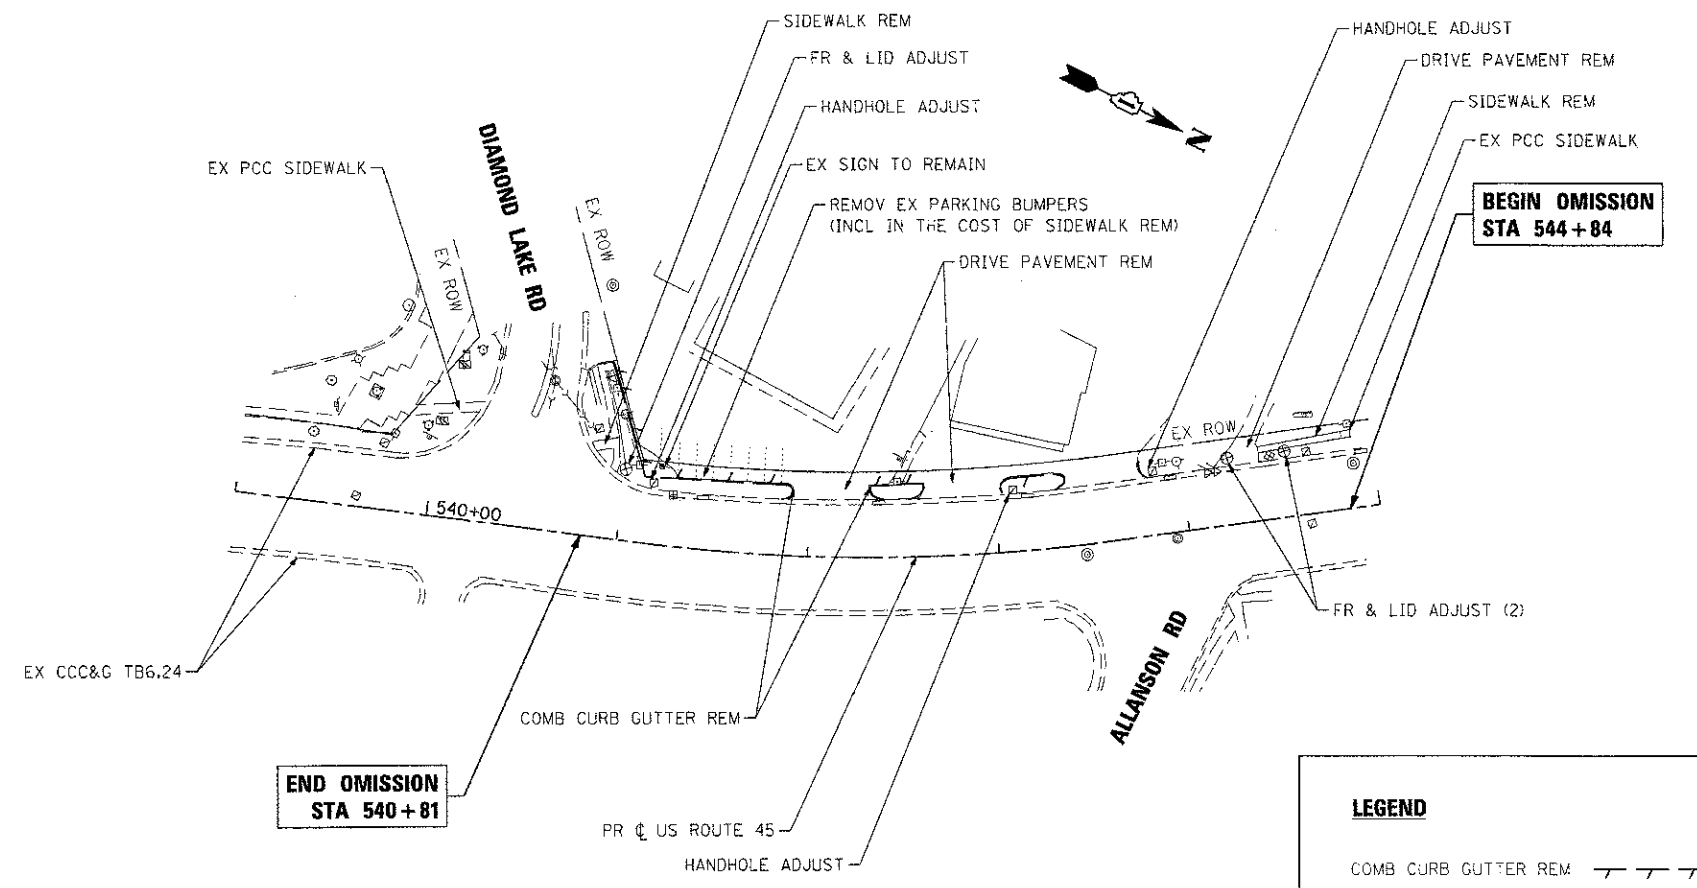 SIDEWALK REM
FR & LID ADJUST
HANDHOLE ADJUST
EX SIGN TO REMAIN
REMOV EX PARKING BUMPERS
(INCL IN THE COST OF SIDEWALK REM)
DRIVE PAVEMENT REM
HANDHOLE ADJUST
DRIVE PAVEMENT REM
SIDEWALK REM
EX PCC SIDEWALK
BEGIN OMISSION
STA 544+84
N
EX PCC SIDEWALK
DIAMOND LAKE RD
EX ROW
EX ROW
EX ROW
540+00
EX CCC&G TB6.24
END OMISSION
STA 540+81
COMB CURB GUTTER REM
PR ℄ US ROUTE 45
HANDHOLE ADJUST
ALLANSON RD
FR & LID ADJUST (2)
LEGEND
COMB CURB GUTTER REM